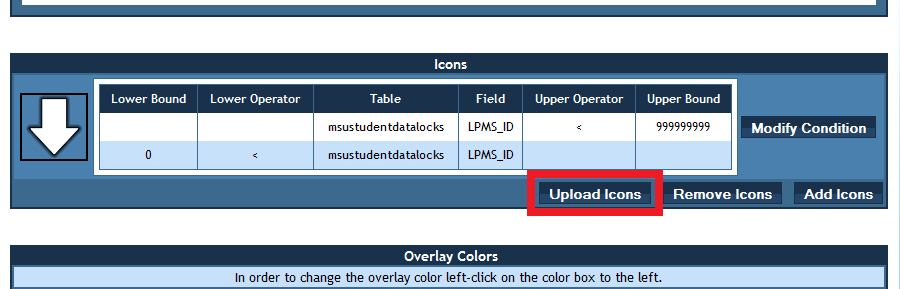 Icons
Lower Bound Lower Operator Table Field Upper Operator Upper Bound
msustudentdatalocks LPMS_ID < 999999999
Modify Condition
0 < msustudentdatalocks LPMS_ID
Upload Icons Remove Icons Add Icons
Overlay Colors
In order to change the overlay color left-click on the color box to the left.